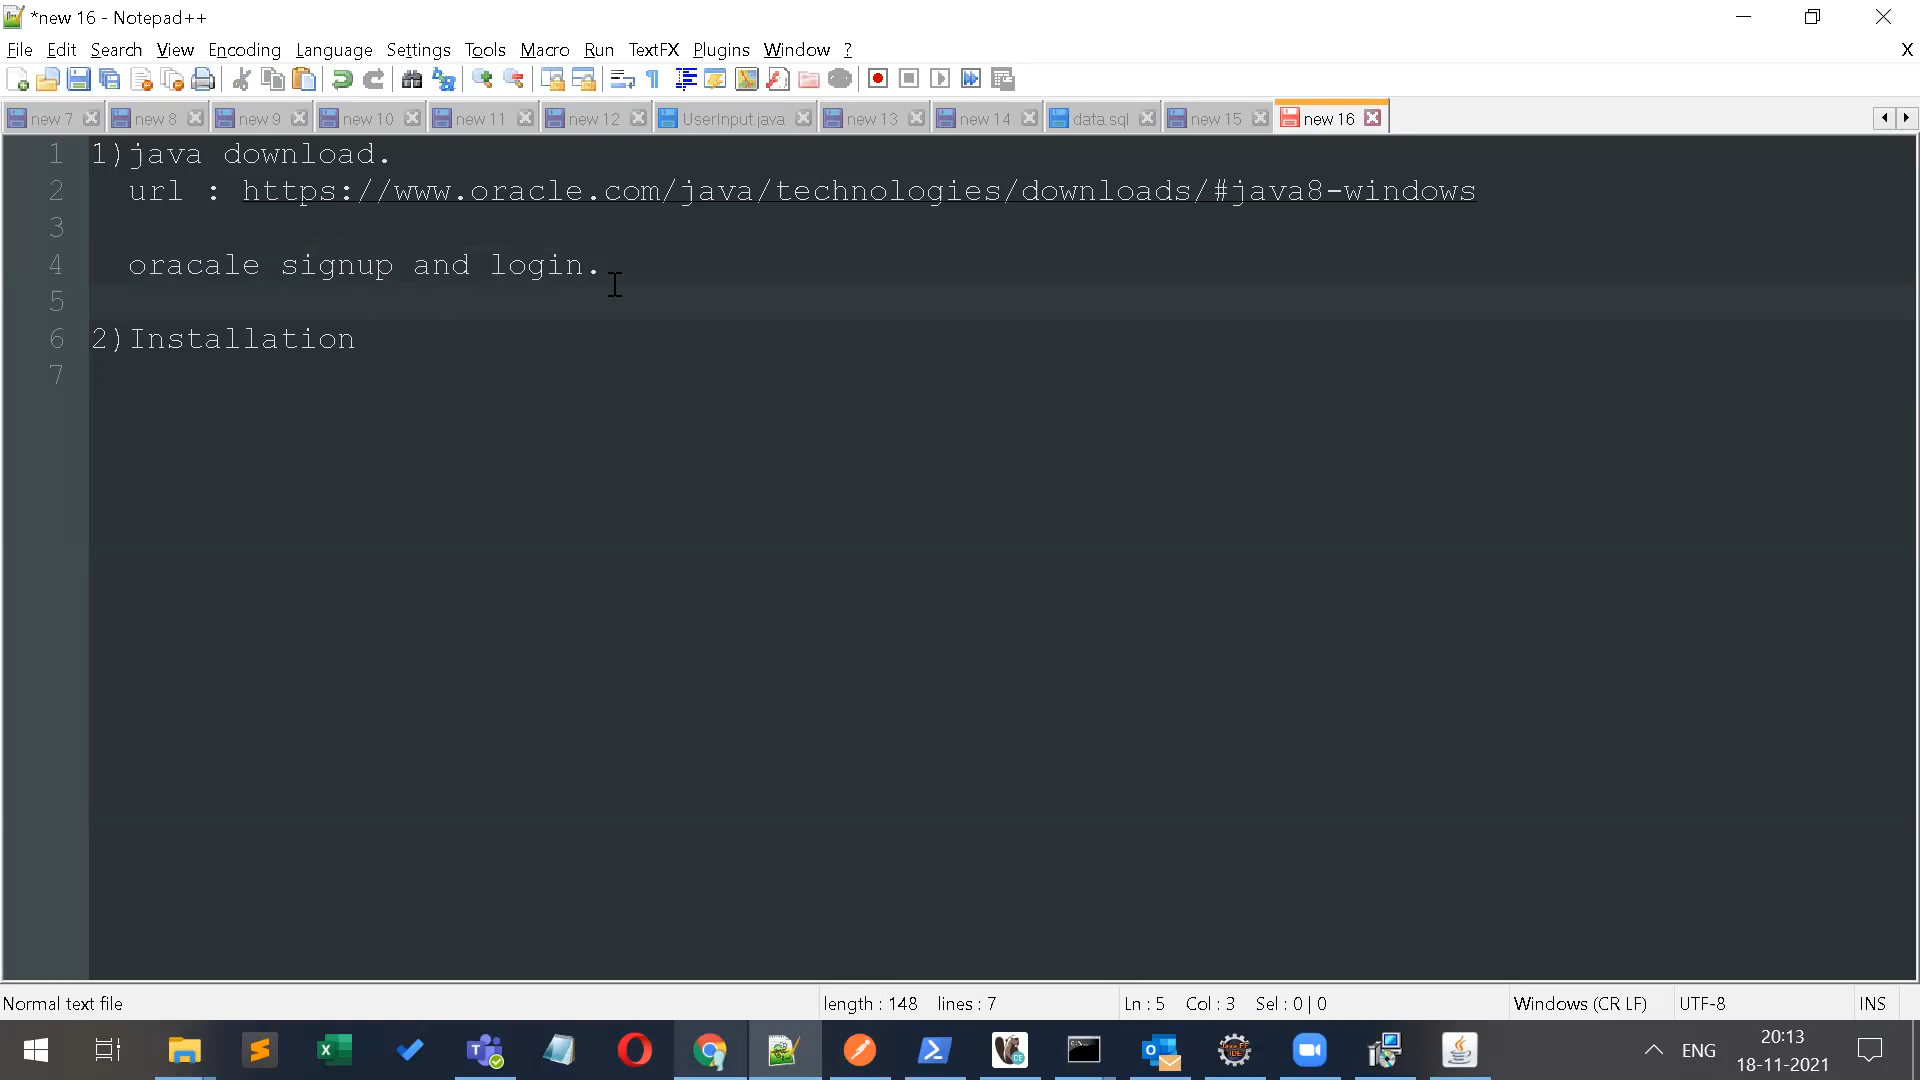 *new 16 - Notepad++
File Edit Search View Encoding Language Settings Tools Macro Run TextFX Plugins Window ? X
new 7 new 8 new 9 new 10 new 11 new 12 UserInput.java new 13 new 14 data.sql new 15 new 16
1 1)java download.
2 url : https://www.oracle.com/java/technologies/downloads/#java8-windows
3
4 oracale signup and login.
5
6 2)Installation
7
Normal text file length : 148 lines : 7 Ln : 5 Col : 3 Sel : 0 | 0 Windows (CR LF) UTF-8 INS
ENG 20:13
18-11-2021